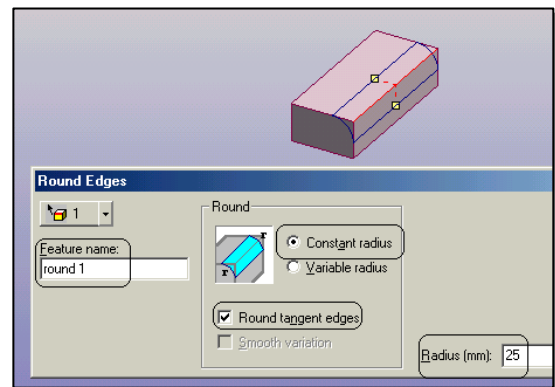 Round Edges
1
Feature name:
round 1
Round
r
r
Constant radius
Variable radius
Round tangent edges
Smooth variation
Radius (mm): 25